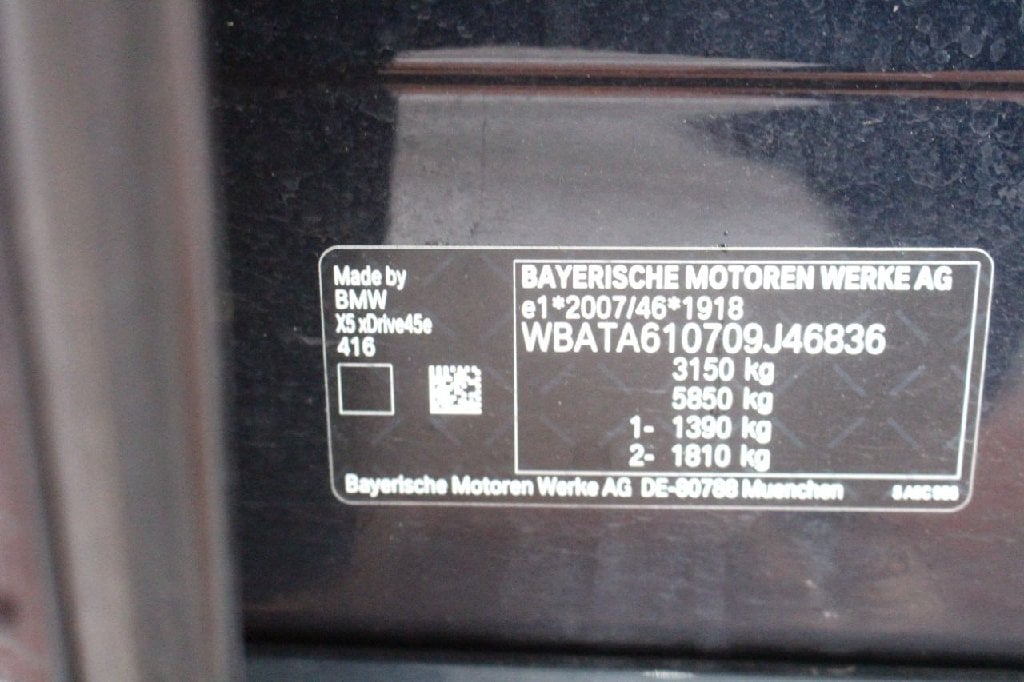 Made by
BMW
X5 xDrive45e
416
BAYERISCHE MOTOREN WERKE AG
e1*2007/46*1918
WBATA610709J46836
3150 kg
5850 kg
1- 1390 kg
2- 1810 kg
Bayerische Motoren Werke AG DE-80788 Muenchen